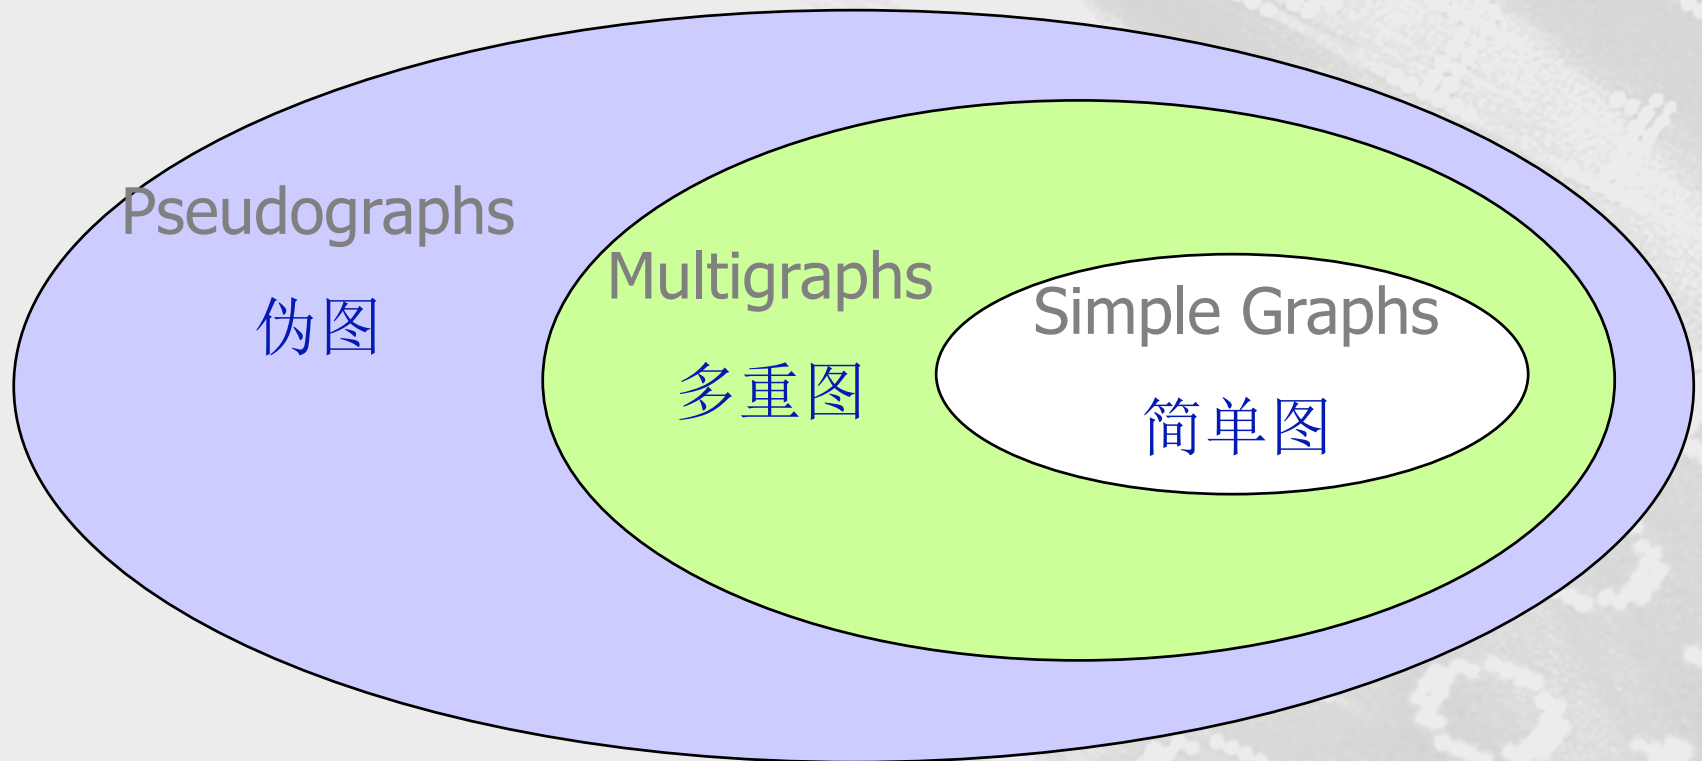 Pseudographs
伪图
Multigraphs
多重图
Simple Graphs
简单图